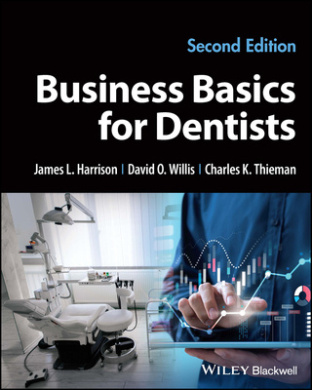 Second Edition
Business Basics
for Dentists
James L. Harrison | David O. Willis | Charles K. Thieman
WILEY Blackwell